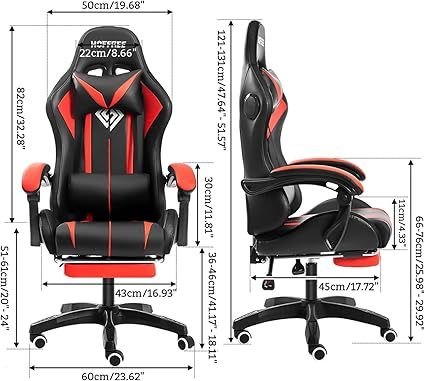 50cm/19.68"
HOFFREE
22cm/8.66"
82cm/32.28"
30cm/11.81"
51-61cm/20"- 24"
36-46cm/41.17"- 18.11"
43cm/16.93"
60cm/23.62"
121-131cm/47.64" - 51.57"
11cm/4.33"
66-76cm/25.98" - 29.92"
45cm/17.72"